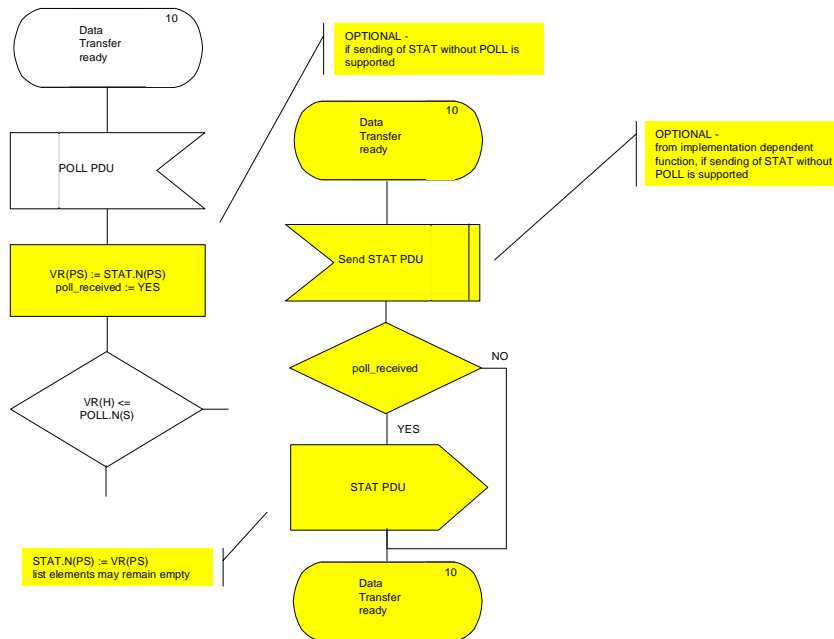 10
Data
Transfer
ready
POLL PDU
VR(PS) := STAT.N(PS)
poll_received := YES
VR(H) <=
POLL.N(S)
STAT.N(PS) := VR(PS)
list elements may remain empty
OPTIONAL -
if sending of STAT without POLL is
supported
10
Data
Transfer
ready
Send STAT PDU
poll_received
NO
YES
STAT PDU
10
Data
Transfer
ready
OPTIONAL -
from implementation dependent
function, if sending of STAT without
POLL is supported